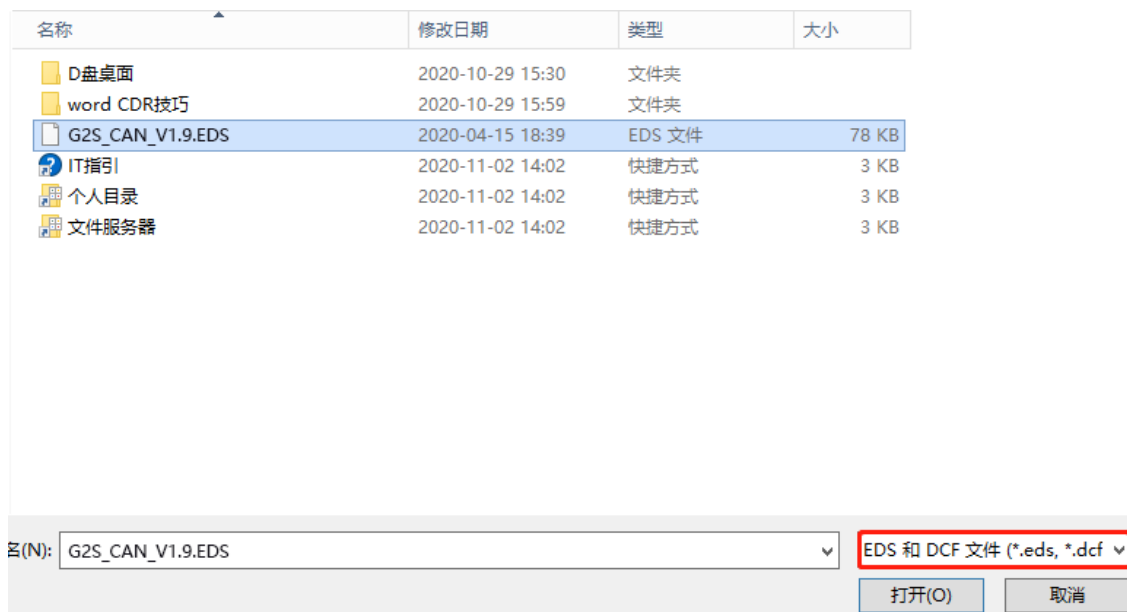 名称 修改日期 类型 大小
D盘桌面 2020-10-29 15:30 文件夹
word CDR技巧 2020-10-29 15:59 文件夹
G2S_CAN_V1.9.EDS 2020-04-15 18:39 EDS 文件 78 KB
IT指引 2020-11-02 14:02 快捷方式 3 KB
个人目录 2020-11-02 14:02 快捷方式 3 KB
文件服务器 2020-11-02 14:02 快捷方式 3 KB
名(N): G2S_CAN_V1.9.EDS EDS 和 DCF 文件 (*.eds, *.dcf
打开(O) 取消